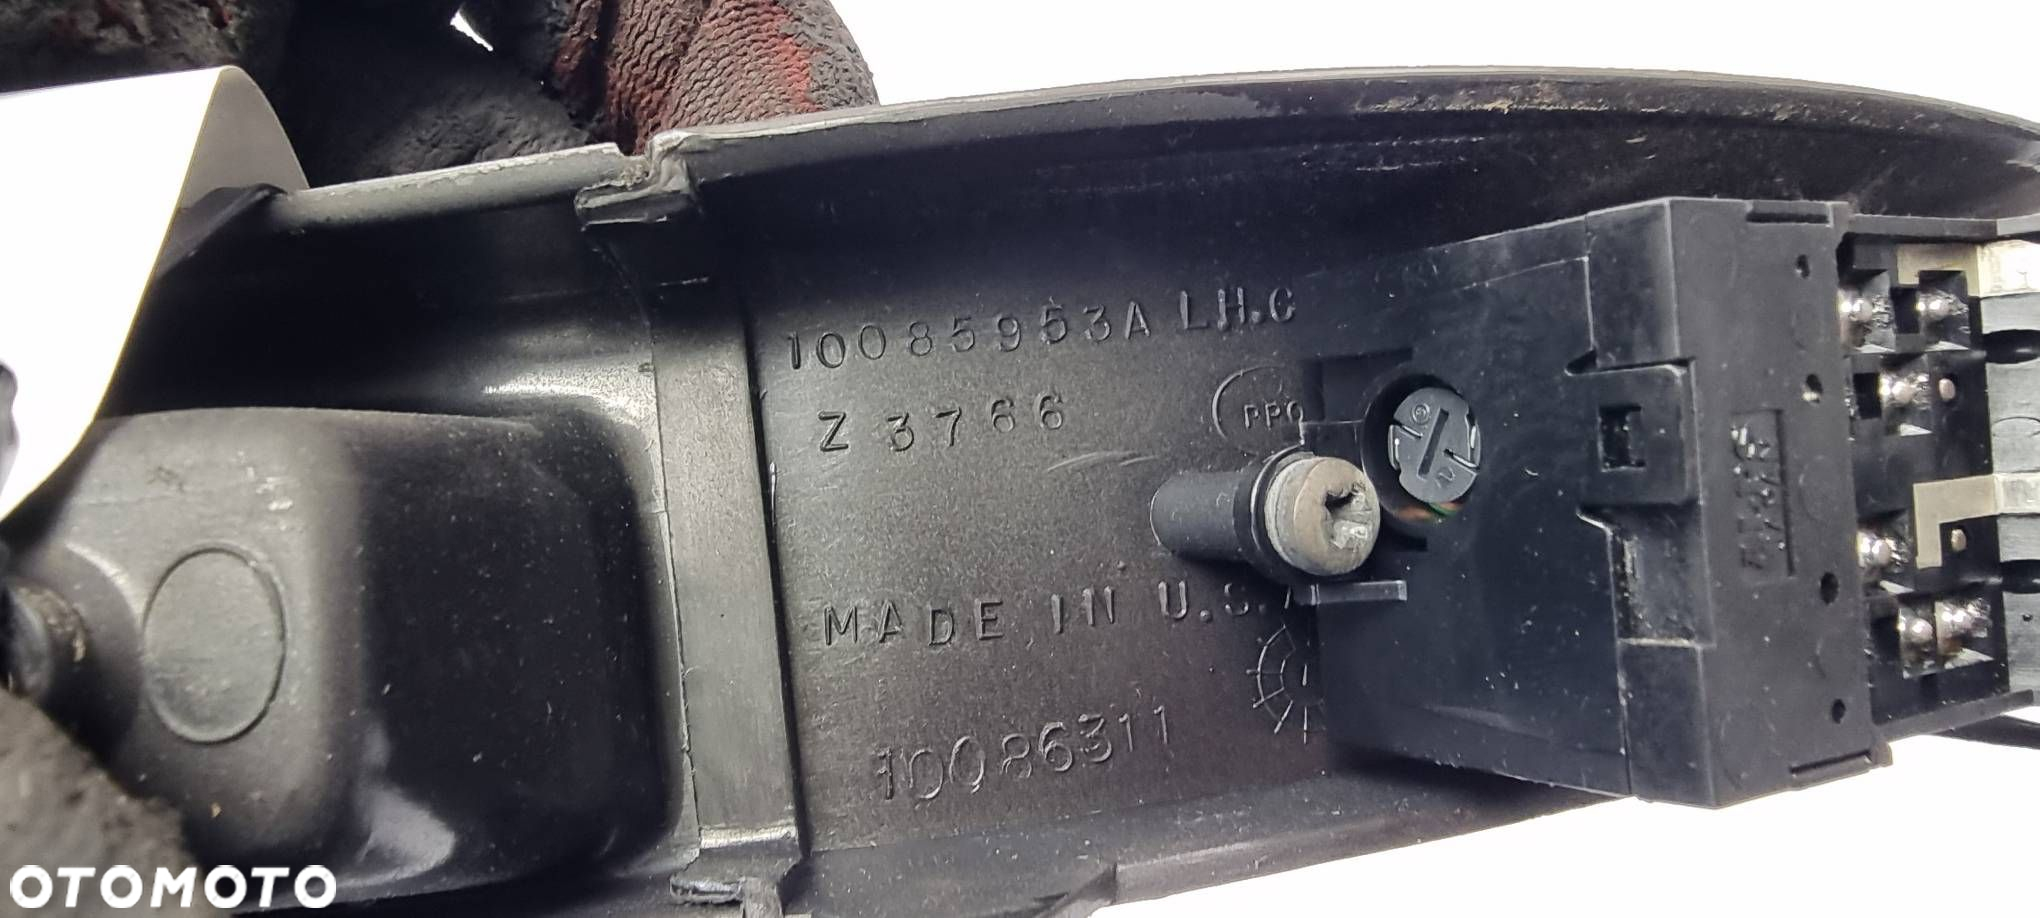 10085953A LH.C
Z 3766
PPO
MADE IN U.S.A
10086311
OTOMOTO